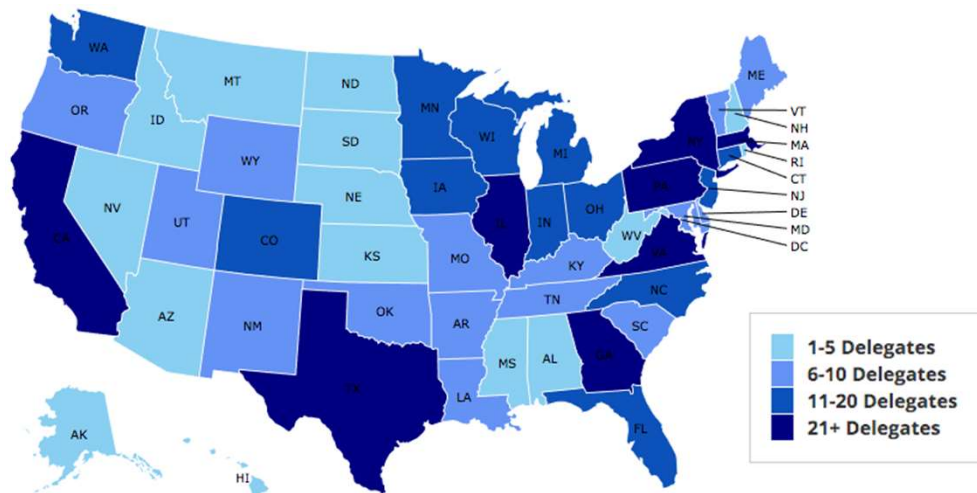 WA
ME
MT
ND
VT
OR
MN
NH
ID
WI
NY
MA
SD
MI
RI
WY
CT
IA
PA
NJ
NE
NV
OH
DE
UT
IL
IN
MD
CA
CO
WV
DC
KS
MO
VA
KY
NC
TN
AZ
OK
NM
AR
SC
MS
AL
GA
TX
LA
FL
AK
HI
1-5 Delegates
6-10 Delegates
11-20 Delegates
21+ Delegates